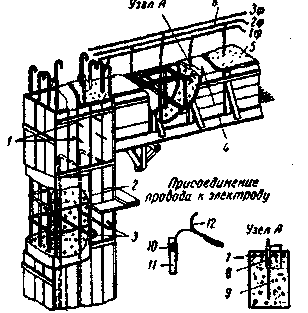 Узел А
6
3ф
2ф
1ф
5
1
4
2
3
Присоединение
провода к электроду
12
10
11
Узел А
7
8
9